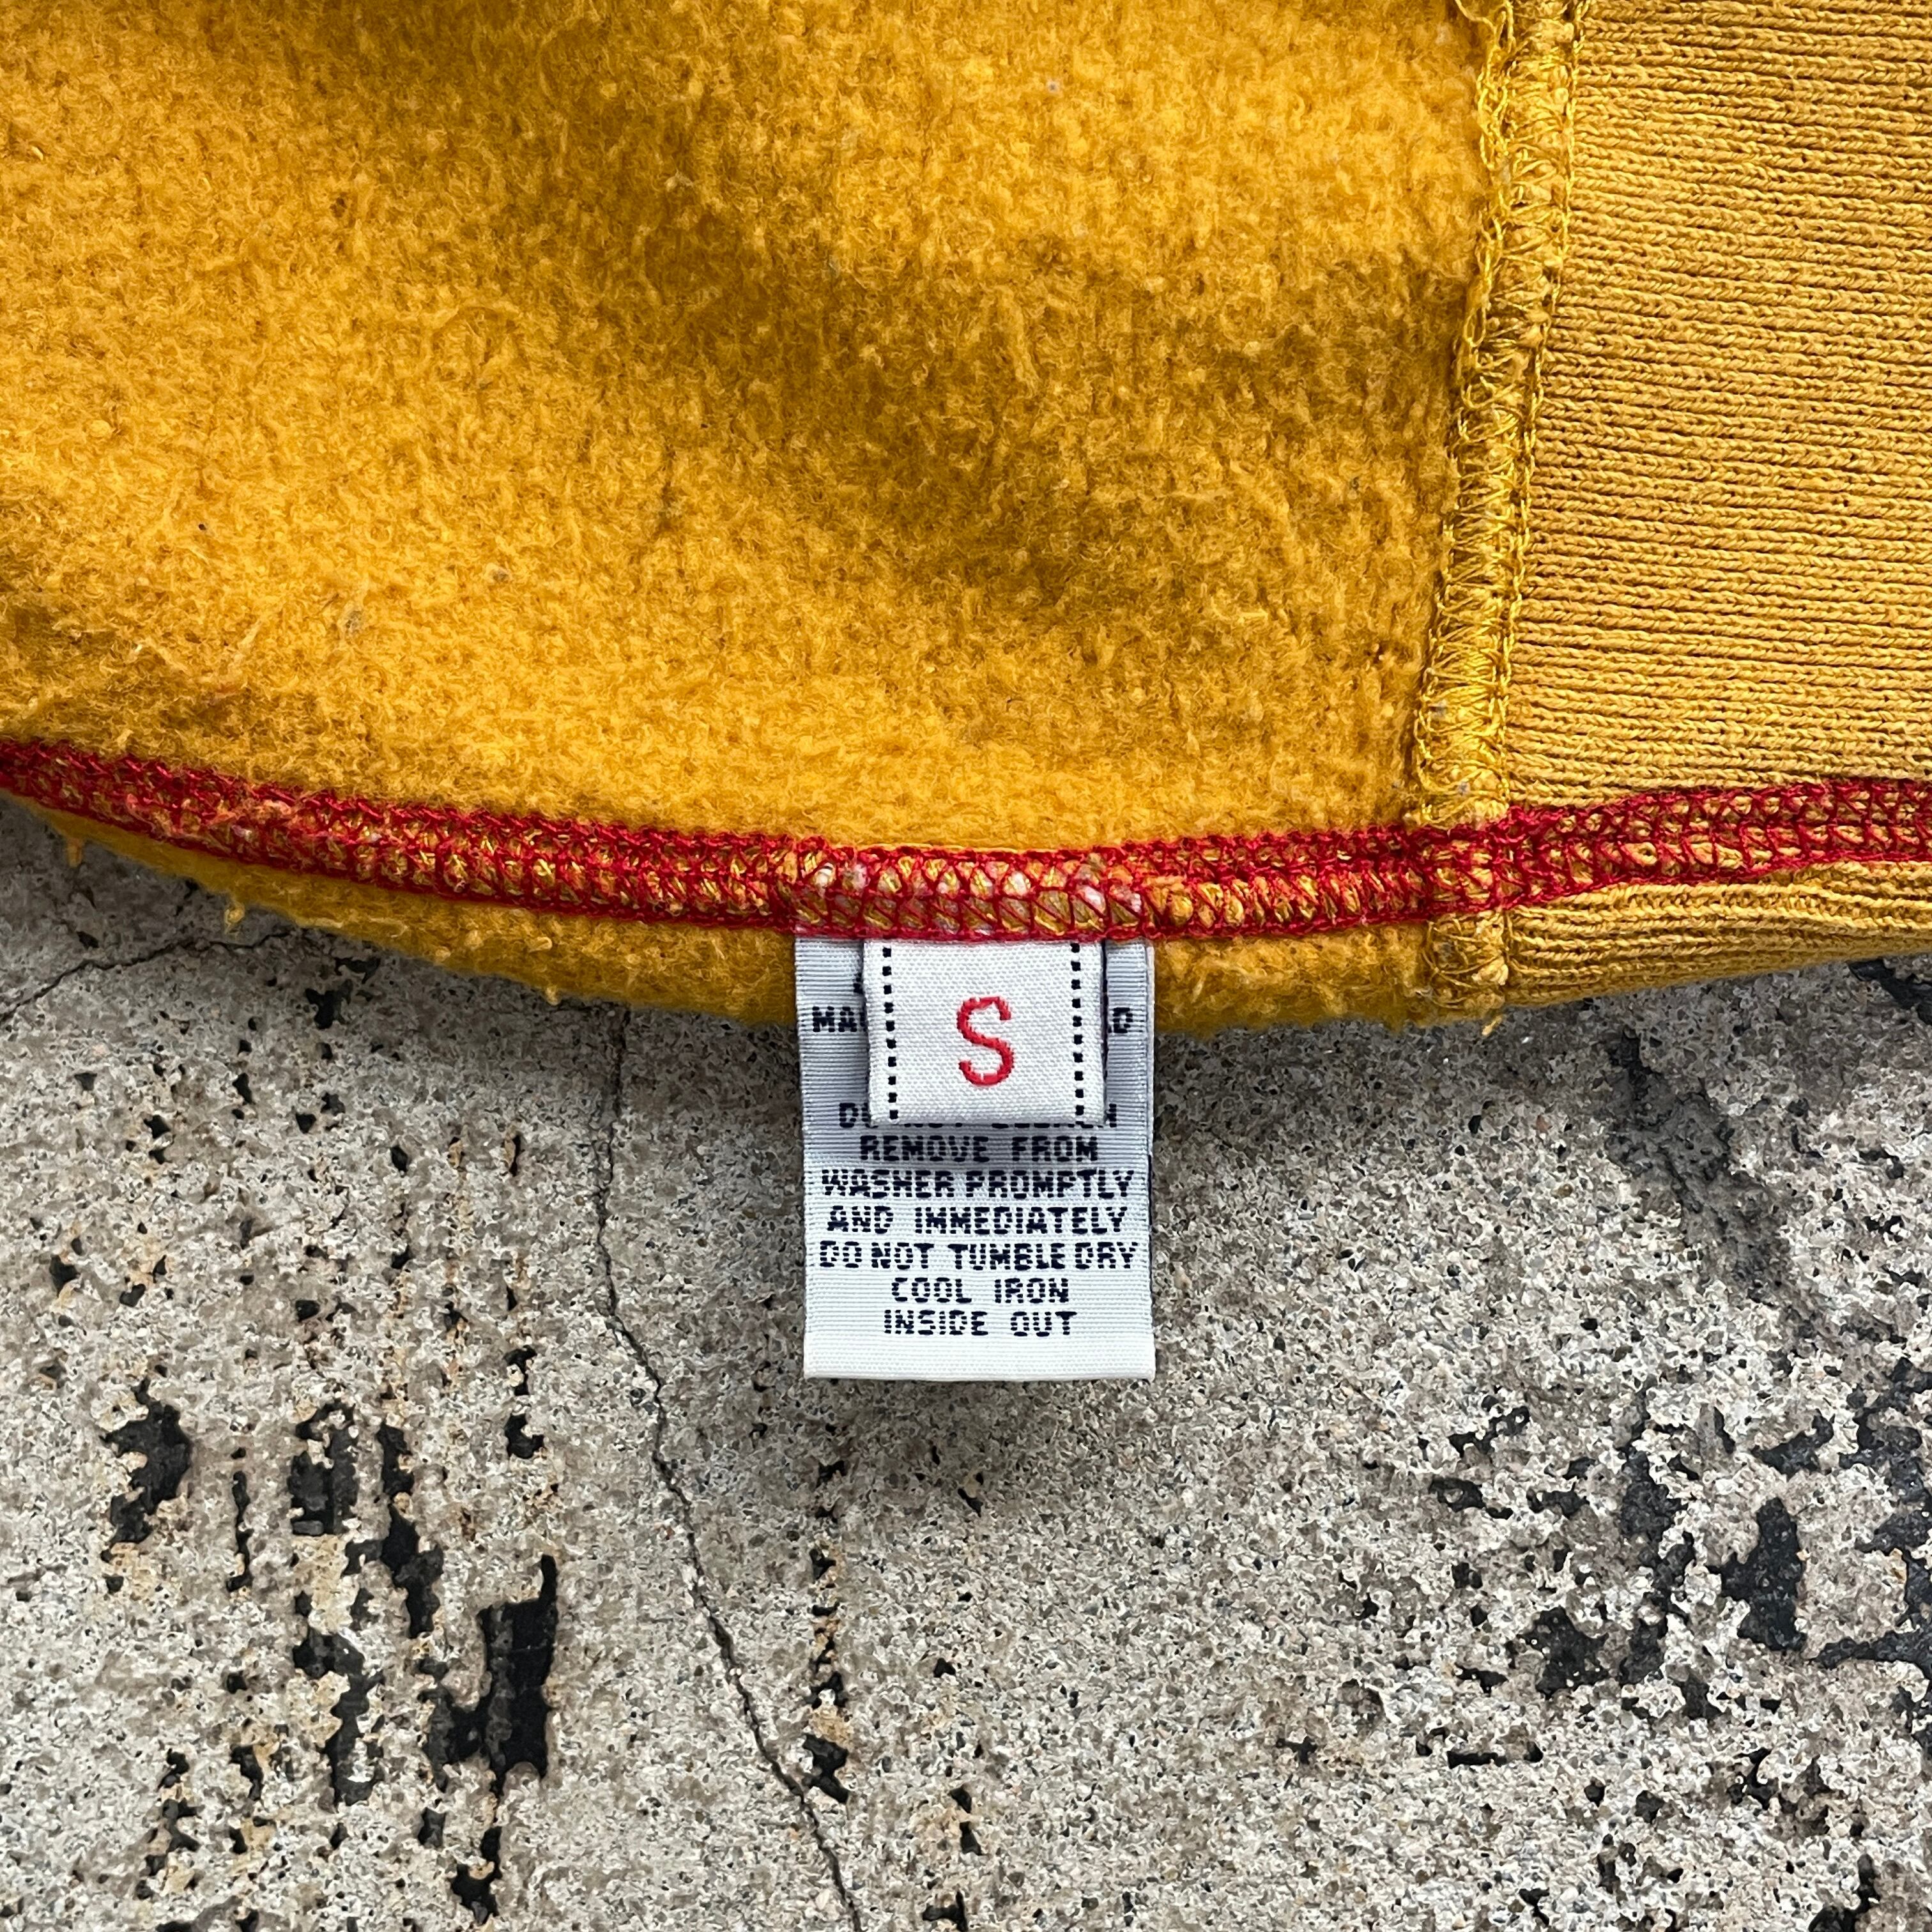 S
REMOVE FROM
WASHER PROMPTLY
AND IMMEDIATELY
DO NOT TUMBLE DRY
COOL IRON
INSIDE OUT